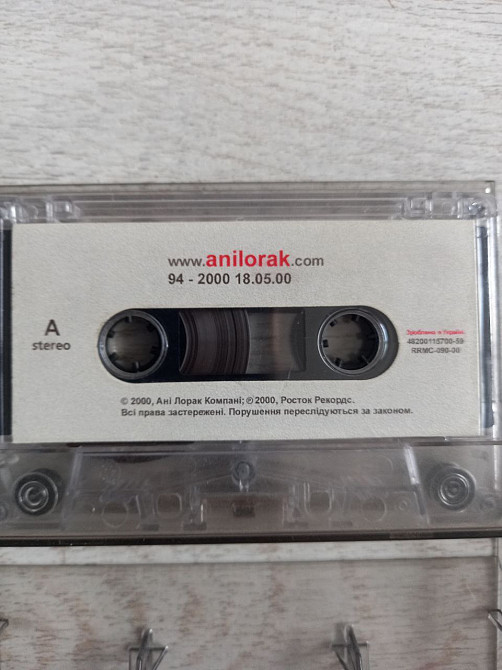 www.anilorak.com
94 - 2000 18.05.00
A
stereo
Зроблено в Україні.
48200115700-59
RRMC-090-00
© 2000, Ані Лорак Компані; ℗ 2000, Росток Рекордс.
Всі права застережені. Порушення переслідуються за законом.